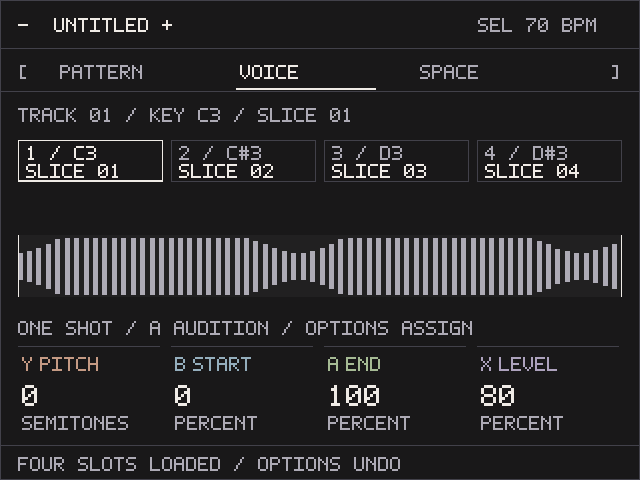 − UNTITLED + SEL 70 BPM
[ PATTERN VOICE SPACE ]
TRACK 01 / KEY C3 / SLICE 01
1 / C3 2 / C#3 3 / D3 4 / D#3
SLICE 01 SLICE 02 SLICE 03 SLICE 04
ONE SHOT / A AUDITION / OPTIONS ASSIGN
Y PITCH B START A END X LEVEL
0 0 100 80
SEMITONES PERCENT PERCENT PERCENT
FOUR SLOTS LOADED / OPTIONS UNDO